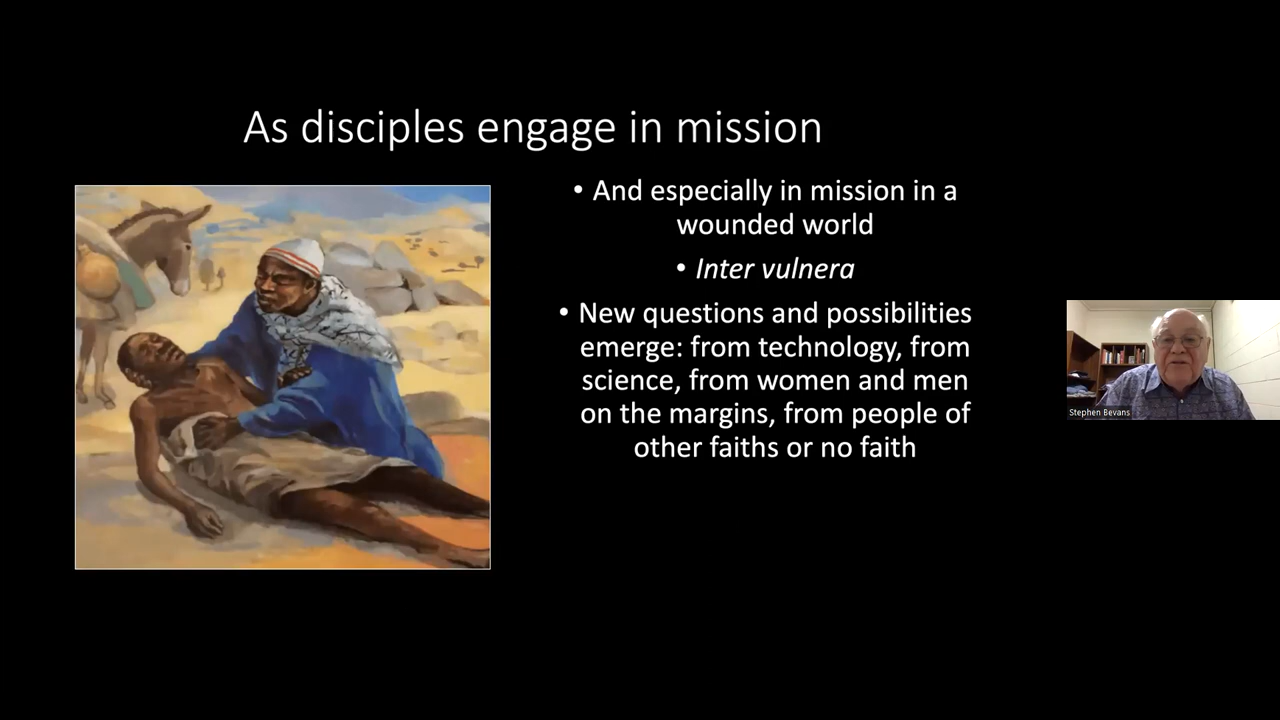 As disciples engage in mission
• And especially in mission in a
wounded world
• Inter vulnera
• New questions and possibilities
emerge: from technology, from
science, from women and men
on the margins, from people of
other faiths or no faith
Stephen Bevans